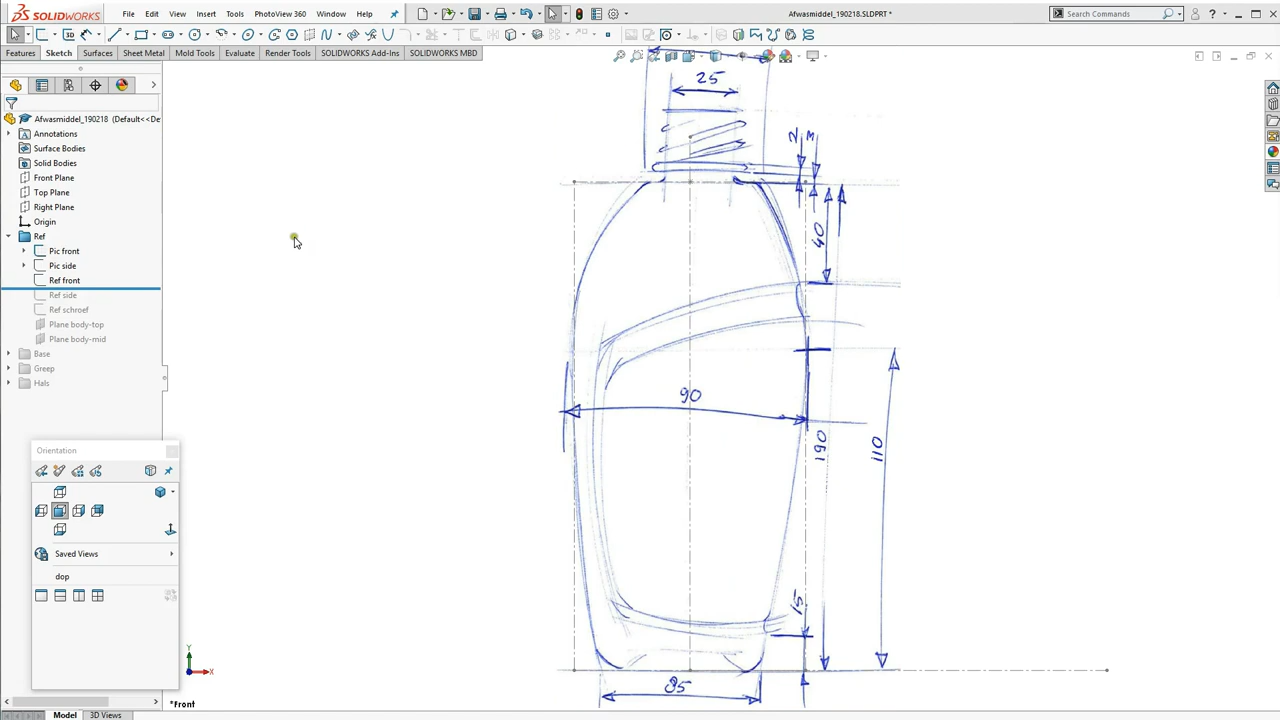 SOLIDWORKS File Edit View Insert Tools PhotoView 360 Window Help Afwasmiddel_190218.SLDPRT * Search Commands
Features Sketch Surfaces Sheet Metal Mold Tools Evaluate Render Tools SOLIDWORKS Add-Ins SOLIDWORKS MBD
Afwasmiddel_190218 (Default<<De
Annotations
Surface Bodies
Solid Bodies
Front Plane
Top Plane
Right Plane
Origin
Ref
Pic front
Pic side
Ref front
Ref side
Ref schroef
Plane body-top
Plane body-mid
Base
Greep
Hals
Orientation
Saved Views
dop
25
2
3
40
90
190
110
15
Y
X
*Front
Model 3D Views